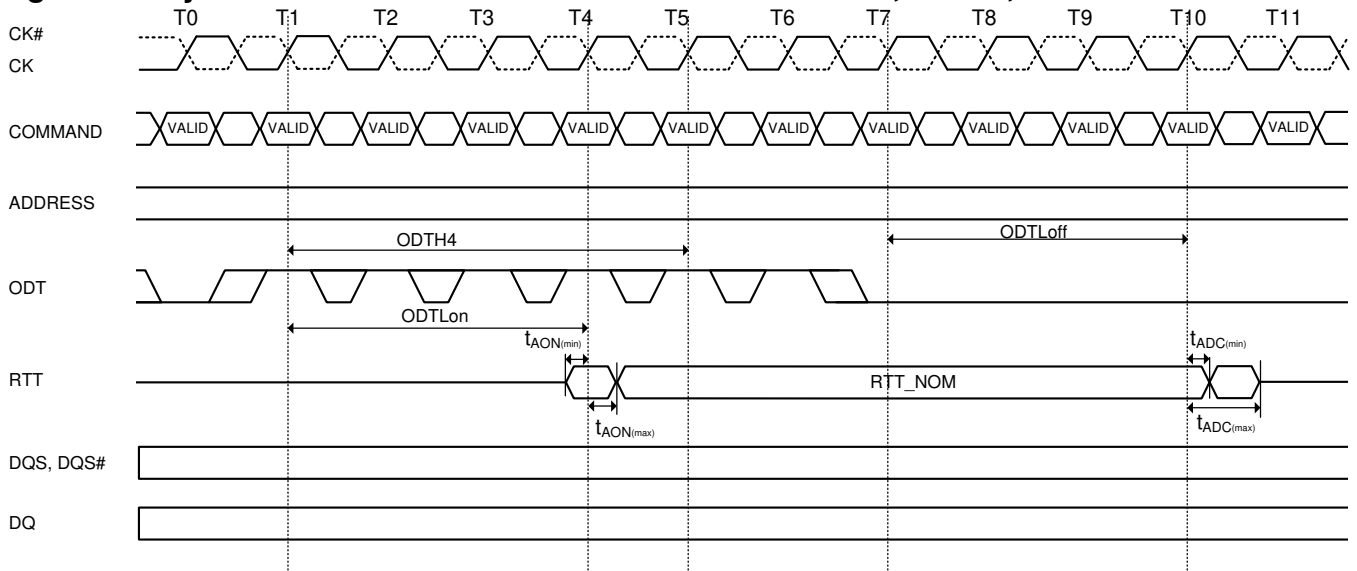 T0 T1 T2 T3 T4 T5 T6 T7 T8 T9 T10 T11
CK#
CK
COMMAND VALID VALID VALID VALID VALID VALID VALID VALID VALID VALID VALID VALID
ADDRESS
ODTH4 ODTLoff
ODT
ODTLon
tAON(min) tADC(min)
RTT RTT_NOM
tAON(max) tADC(max)
DQS, DQS#
DQ